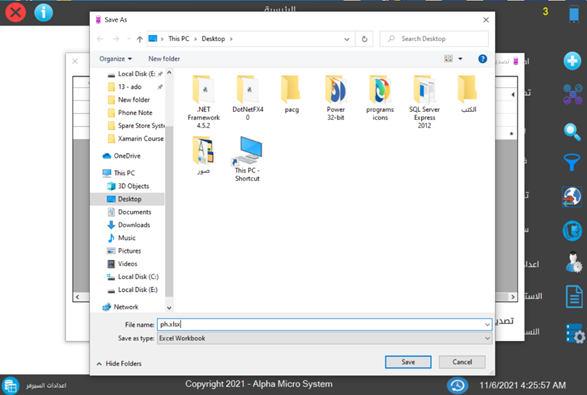 الرئيسية
3
Save As
This PC
Desktop
Search Desktop
Organize
New folder
Local Disk (E:
13 - ado
New folder
Phone Note
Spare Store Syst
Xamarin Course
OneDrive
This PC
3D Objects
Desktop
Documents
Downloads
Music
Pictures
Videos
Local Disk (C:)
Local Disk (E:)
Network
.NET
Framework
4.5.2
DotNetFX4
0
pacg
Power
32-bit
programs
icons
SQL Server
Express
2012
الكتب
صور
This PC -
Shortcut
File name:
ph.xlsx
Save as type:
Excel Workbook
Hide Folders
Save
Cancel
اعدادات السيرفر
Copyright 2021 - Alpha Micro System
11/6/2021 4:25:57 AM